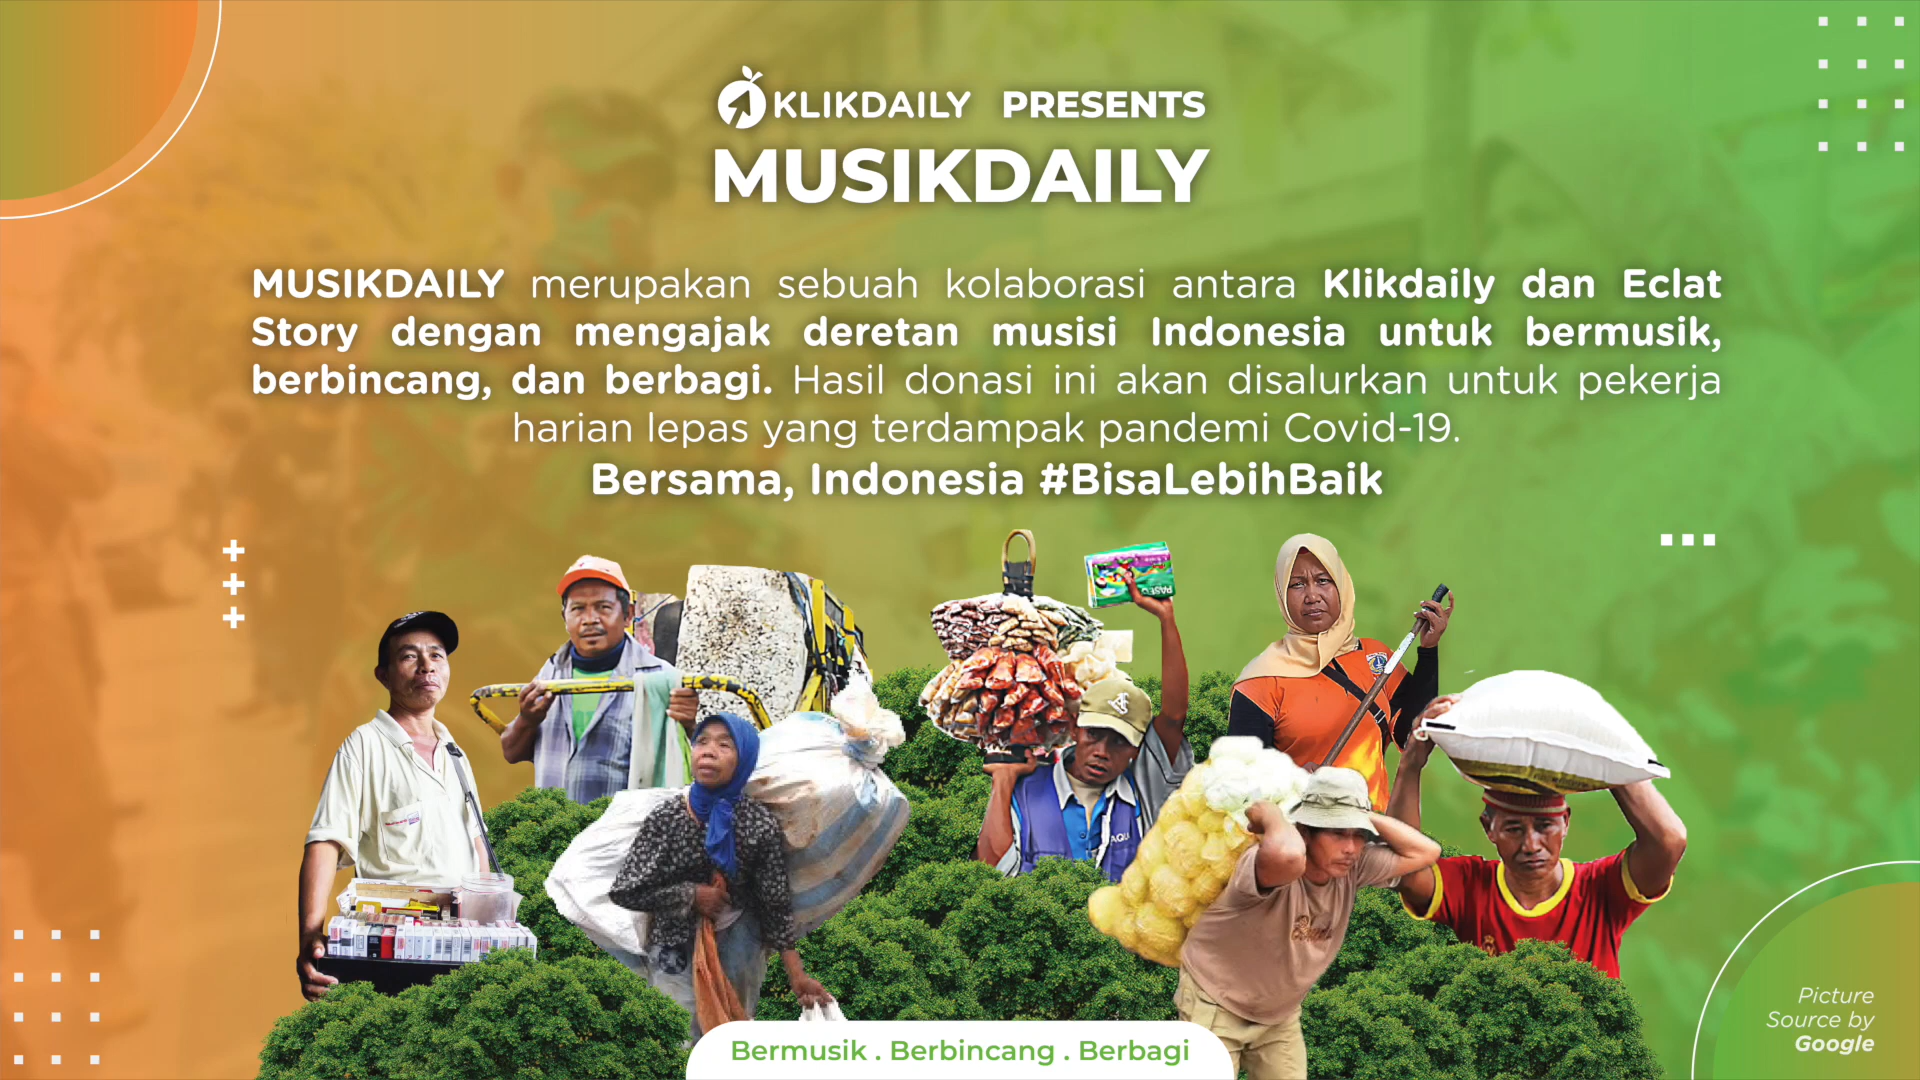 KLIKDAILY PRESENTS
MUSIKDAILY
MUSIKDAILY merupakan sebuah kolaborasi antara Klikdaily dan Eclat
Story dengan mengajak deretan musisi Indonesia untuk bermusik,
berbincang, dan berbagi. Hasil donasi ini akan disalurkan untuk pekerja
harian lepas yang terdampak pandemi Covid-19.
Bersama, Indonesia #BisaLebihBaik
PASEO
AQUA
Bermusik . Berbincang . Berbagi
Picture
Source by
Google